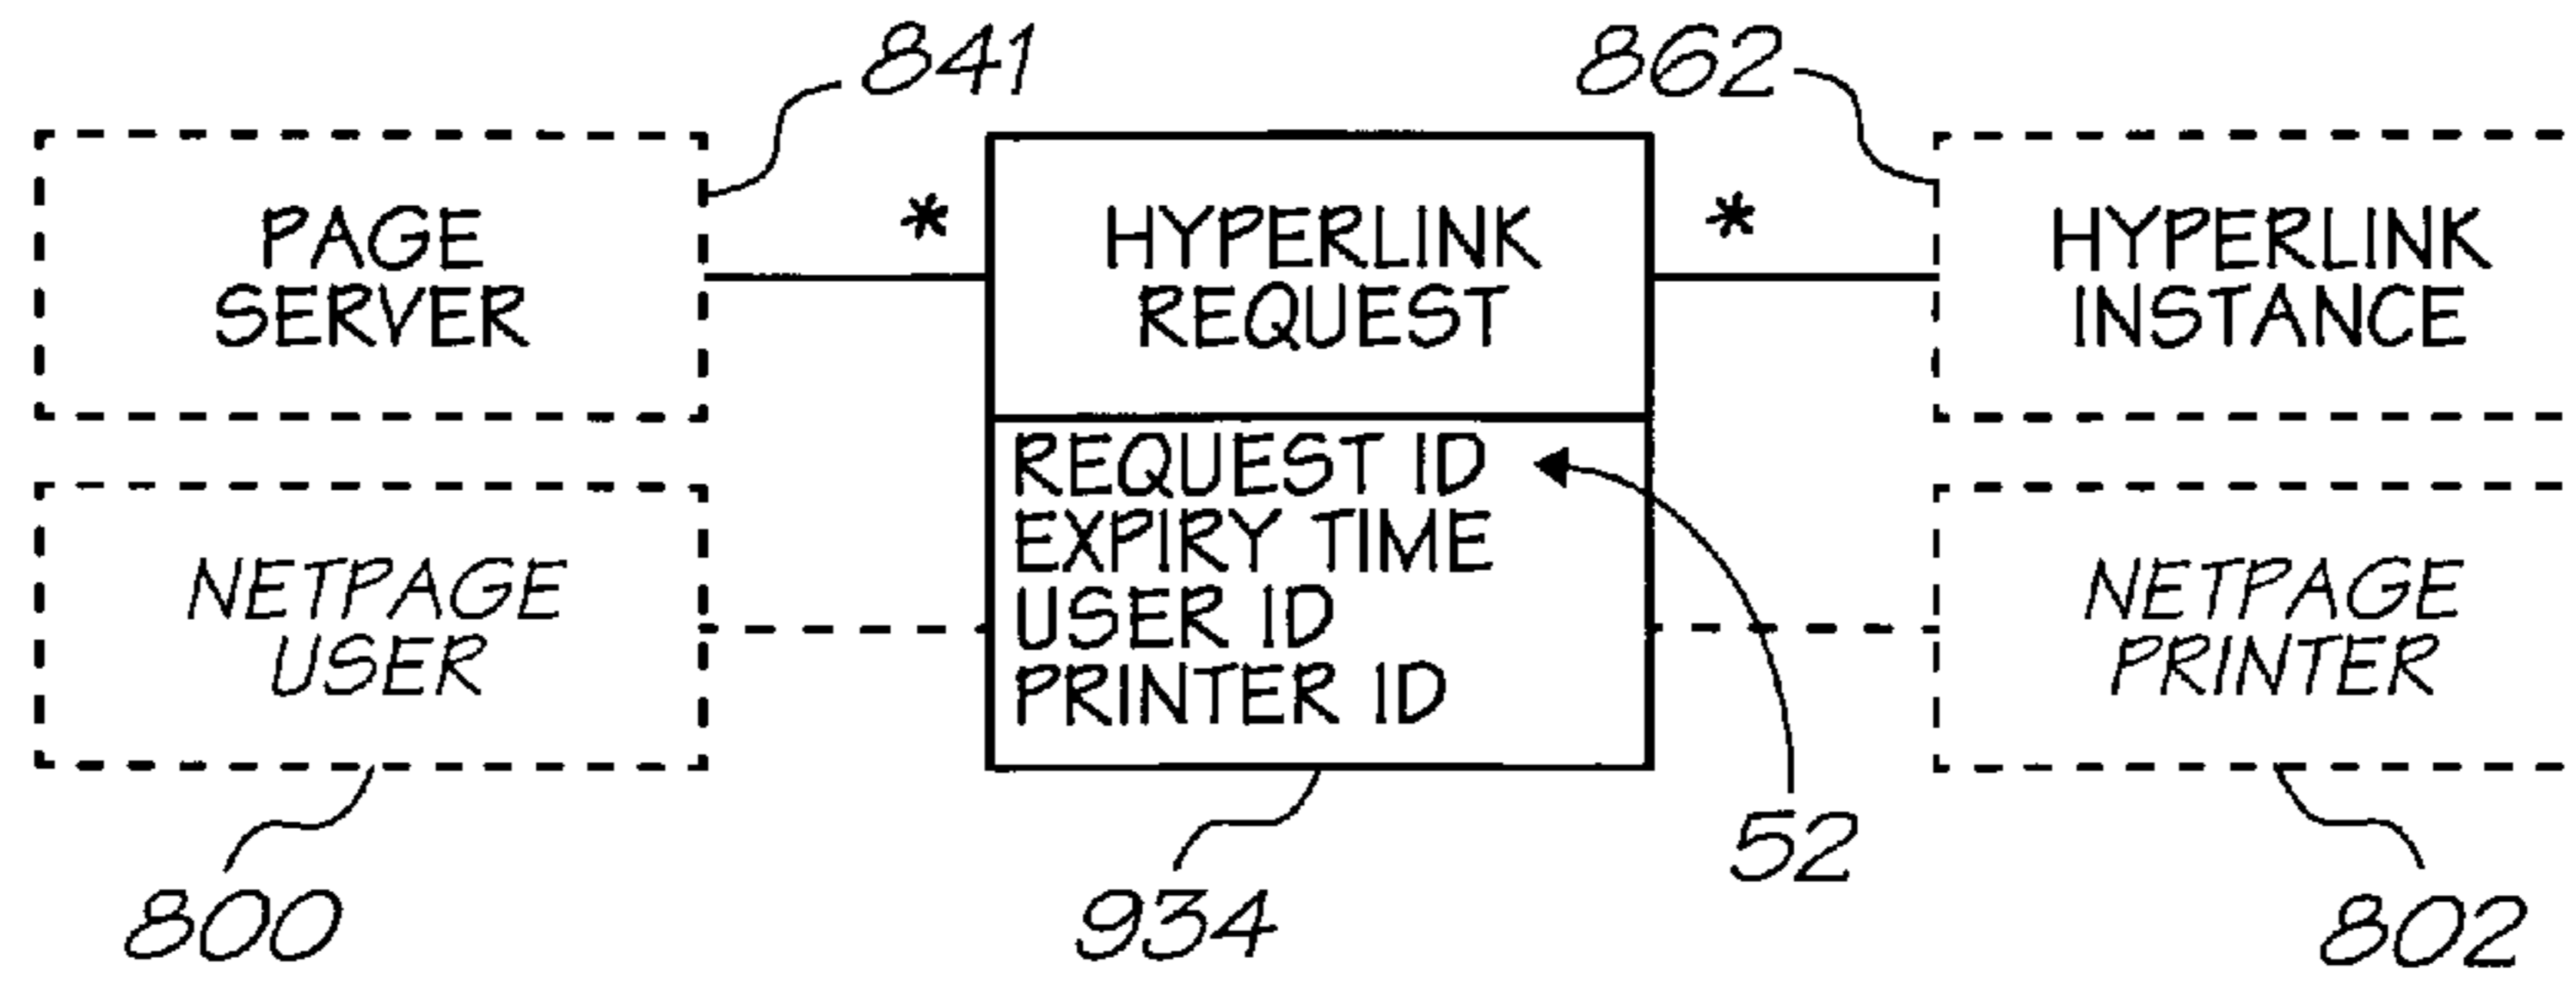 841
862
PAGE
SERVER
*
HYPERLINK
REQUEST
*
HYPERLINK
INSTANCE
NETPAGE
USER
REQUEST ID
EXPIRY TIME
USER ID
PRINTER ID
NETPAGE
PRINTER
52
800
934
802